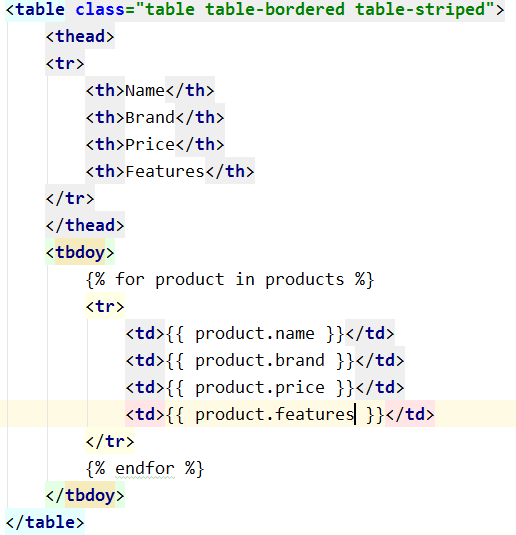 <table class="table table-bordered table-striped">
    <thead>
    <tr>
        <th>Name</th>
        <th>Brand</th>
        <th>Price</th>
        <th>Features</th>
    </tr>
    </thead>
    <tbdoy>
        {% for product in products %}
        <tr>
            <td>{{ product.name }}</td>
            <td>{{ product.brand }}</td>
            <td>{{ product.price }}</td>
            <td>{{ product.features }}</td>
        </tr>
        {% endfor %}
    </tbdoy>
</table>